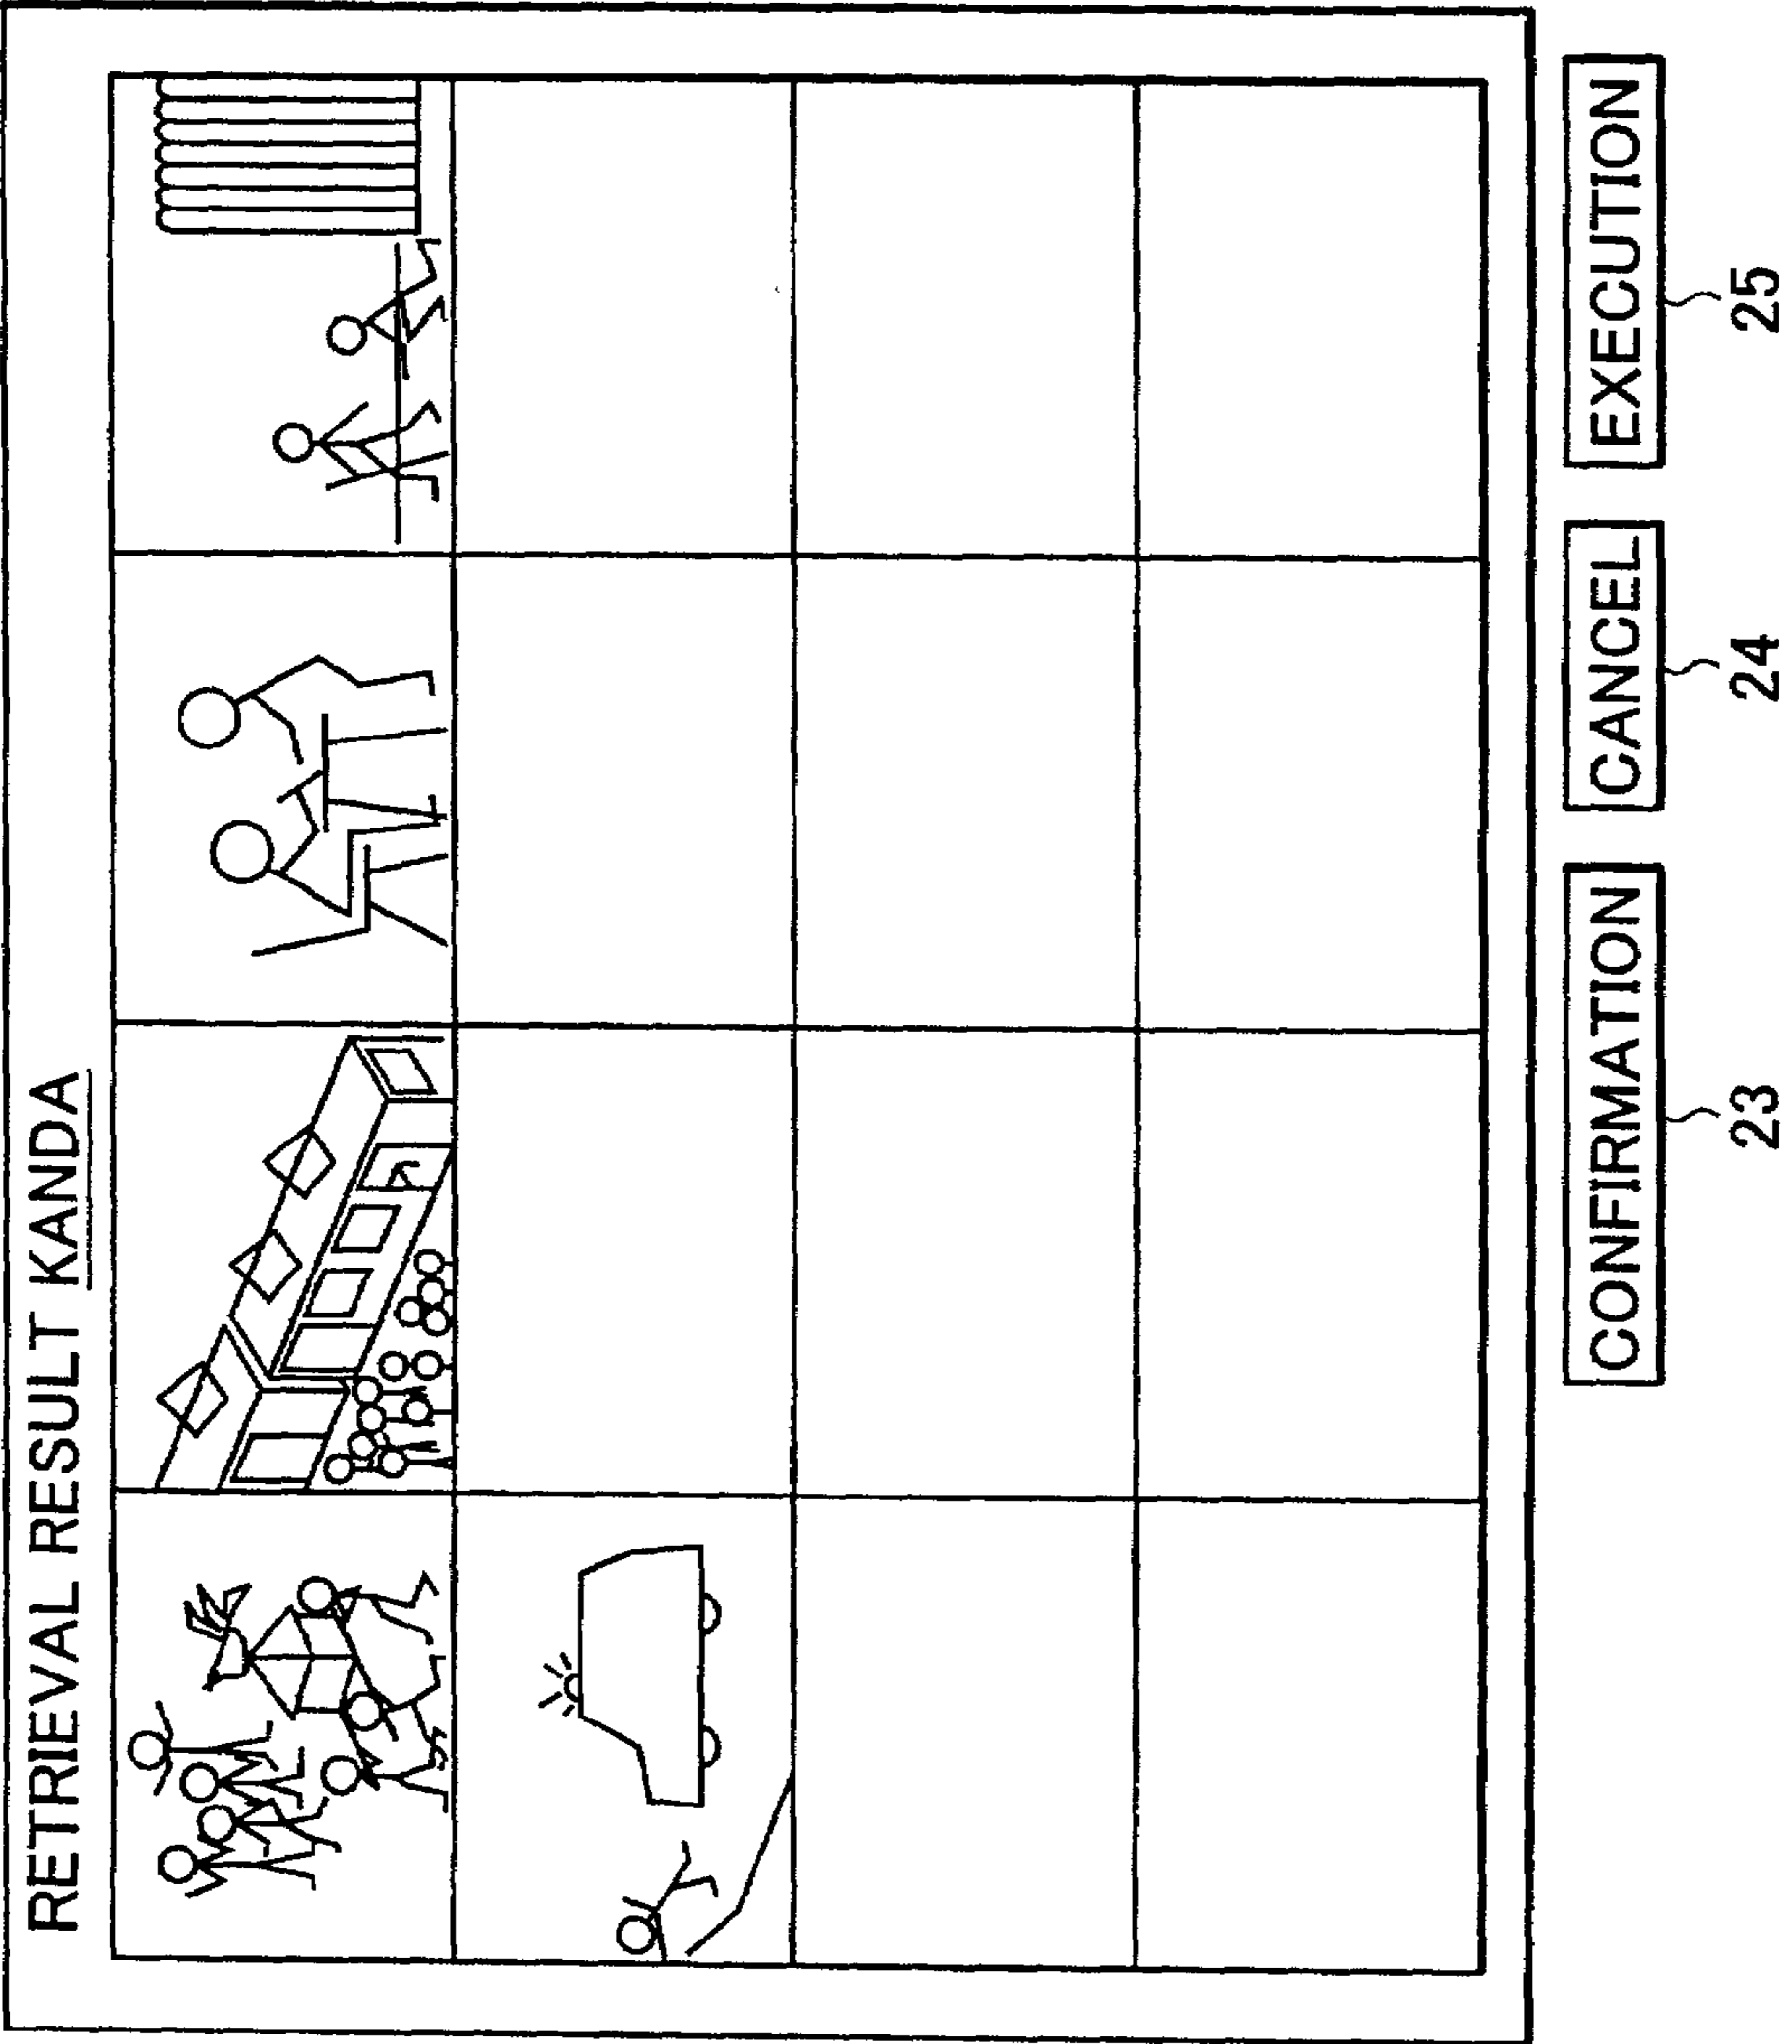 RETRIEVAL RESULT KANDA
CONFIRMATION CANCEL EXECUTION
23 24 25